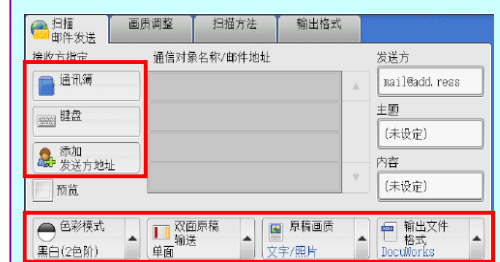 扫描
邮件发送
画质调整
扫描方法
输出格式
接收方指定
通信对象名称/邮件地址
发送方
通讯簿
mail@add.ress
键盘
主题
(未设定)
添加
发送方地址
内容
预览
(未设定)
色彩模式
黑白(2色阶)
双面原稿
输送
单面
原稿画质
文字/照片
输出文件
格式
DocuWorks